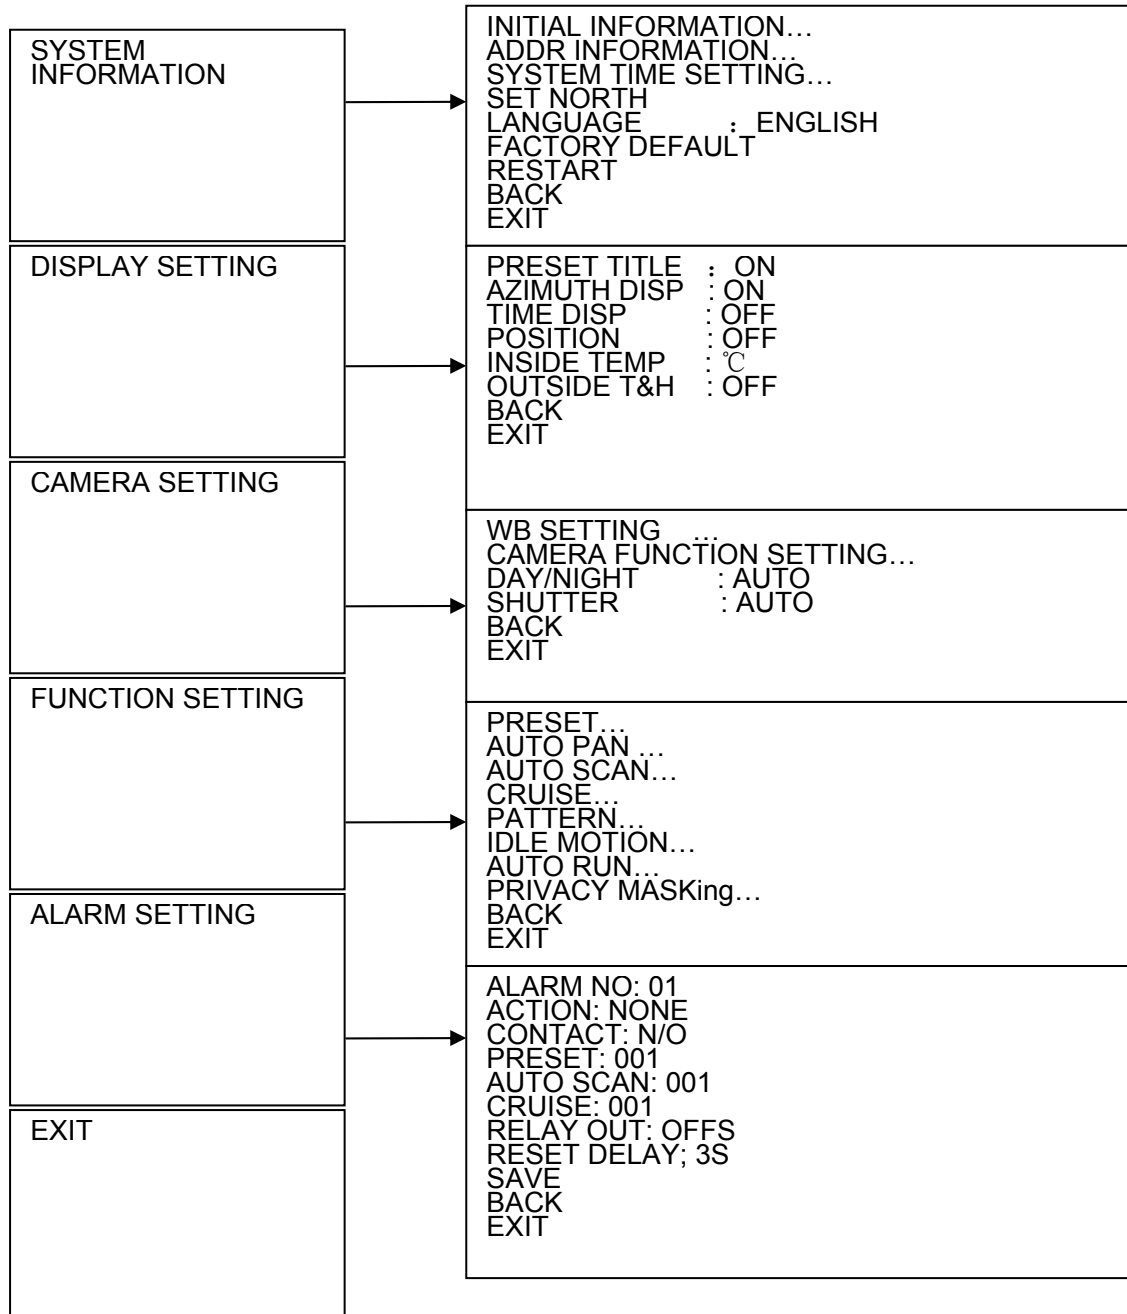 SYSTEM
INFORMATION
INITIAL INFORMATION…
ADDR INFORMATION…
SYSTEM TIME SETTING…
SET NORTH
LANGUAGE : ENGLISH
FACTORY DEFAULT
RESTART
BACK
EXIT
DISPLAY SETTING
PRESET TITLE : ON
AZIMUTH DISP : ON
TIME DISP : OFF
POSITION : OFF
INSIDE TEMP : ℃
OUTSIDE T&H : OFF
BACK
EXIT
CAMERA SETTING
WB SETTING …
CAMERA FUNCTION SETTING…
DAY/NIGHT : AUTO
SHUTTER : AUTO
BACK
EXIT
FUNCTION SETTING
PRESET…
AUTO PAN …
AUTO SCAN…
CRUISE…
PATTERN…
IDLE MOTION…
AUTO RUN…
PRIVACY MASKing…
BACK
EXIT
ALARM SETTING
ALARM NO: 01
ACTION: NONE
CONTACT: N/O
PRESET: 001
AUTO SCAN: 001
CRUISE: 001
RELAY OUT: OFFS
RESET DELAY; 3S
SAVE
BACK
EXIT
EXIT